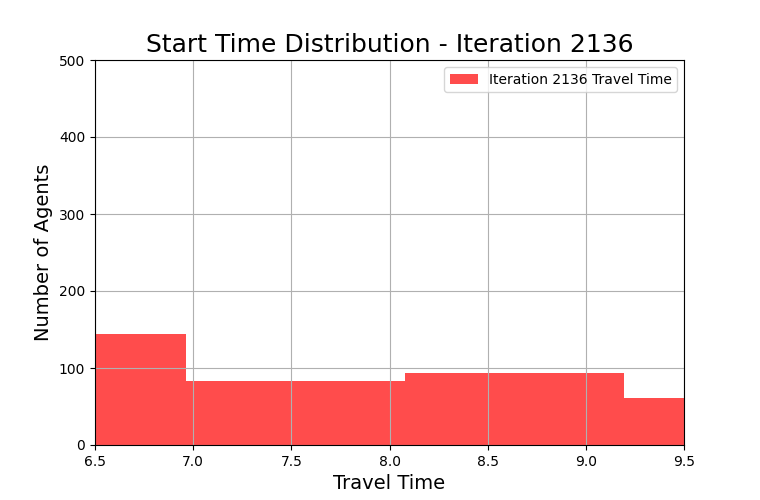 Start Time Distribution - Iteration 2136
Iteration 2136 Travel Time
Number of Agents
500
400
300
200
100
0
6.5 7.0 7.5 8.0 8.5 9.0 9.5
Travel Time